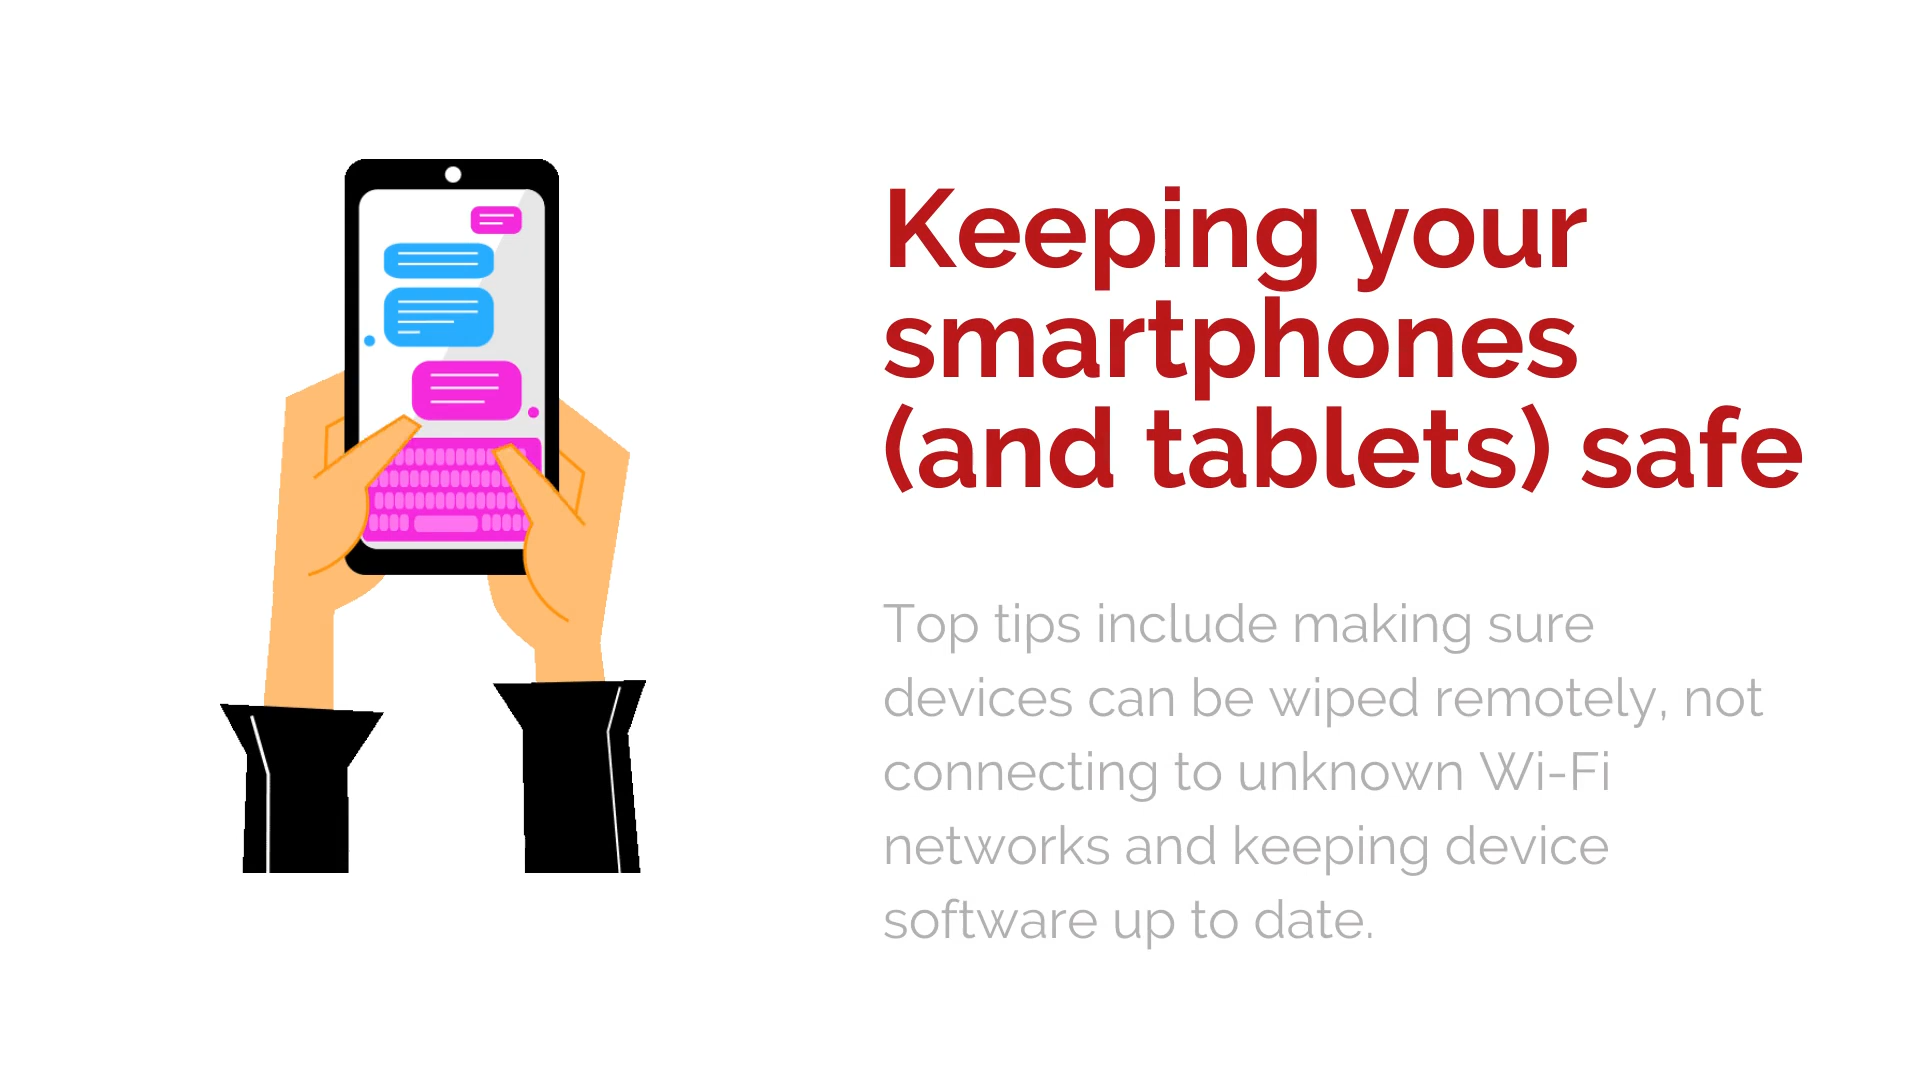 Keeping your
smartphones
(and tablets) safe
Top tips include making sure
devices can be wiped remotely, not
connecting to unknown Wi-Fi
networks and keeping device
software up to date.